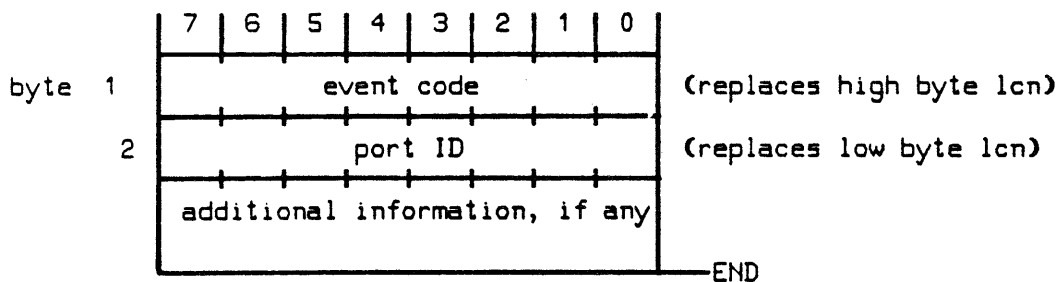 7 6 5 4 3 2 1 0
byte 1 event code (replaces high byte lcn)
2 port ID (replaces low byte lcn)
additional information, if any
END